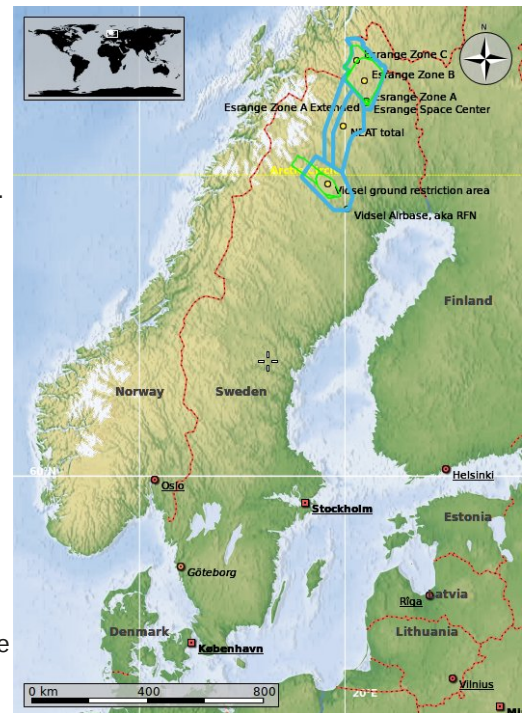 N
Esrange Zone C
Esrange Zone B
Esrange Zone A
Esrange Zone A Extended
Esrange Space Center
NEAT total
Vidsel ground restriction area
Vidsel Airbase, aka RFN
Finland
Norway
Sweden
Helsinki
Oslo
Stockholm
Estonia
Göteborg
Latvia
Rīga
Denmark
Lithuania
København
Vilnius
0 km 400 800
20°E